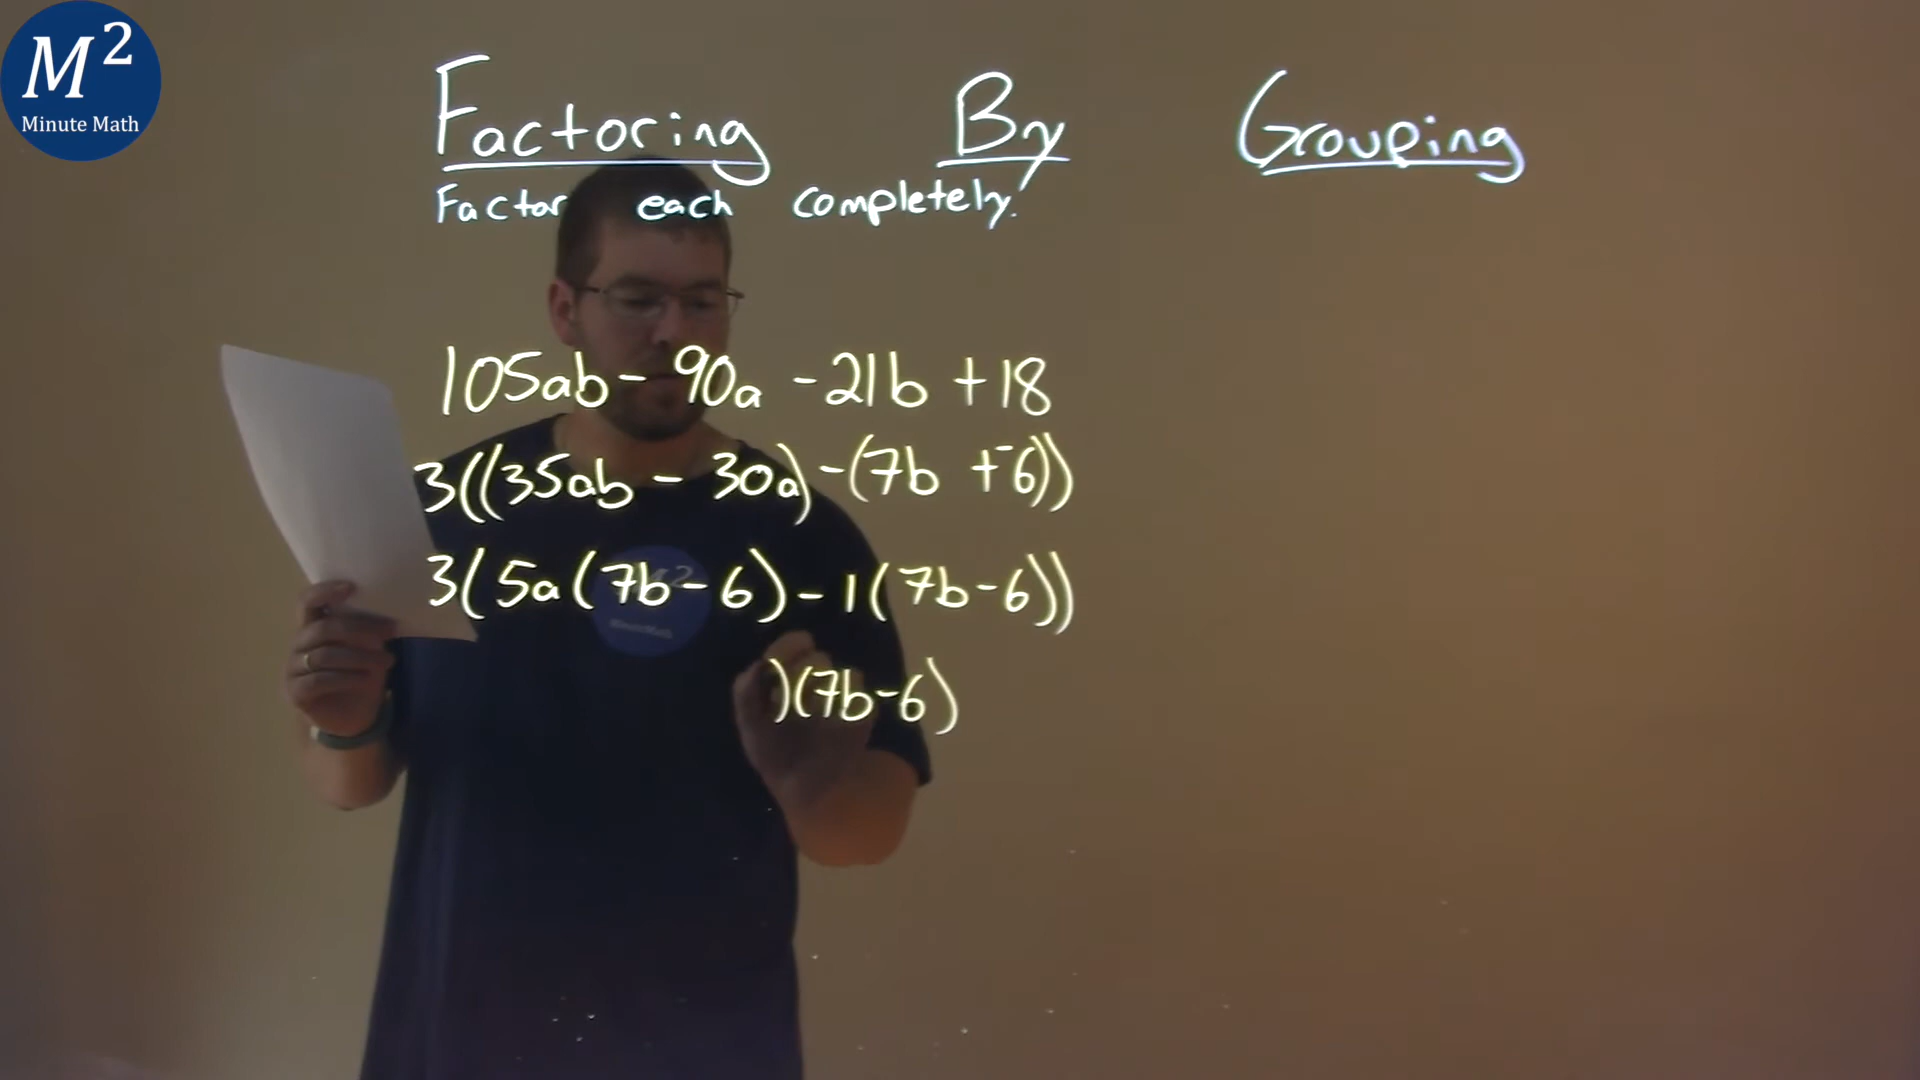 M²
Minute Math
Factoring By Grouping
Factor each completely.
105ab - 90a - 21b + 18
3((35ab - 30a) - (7b +- 6))
3(5a(7b - 6) - 1(7b - 6))
)(7b - 6)